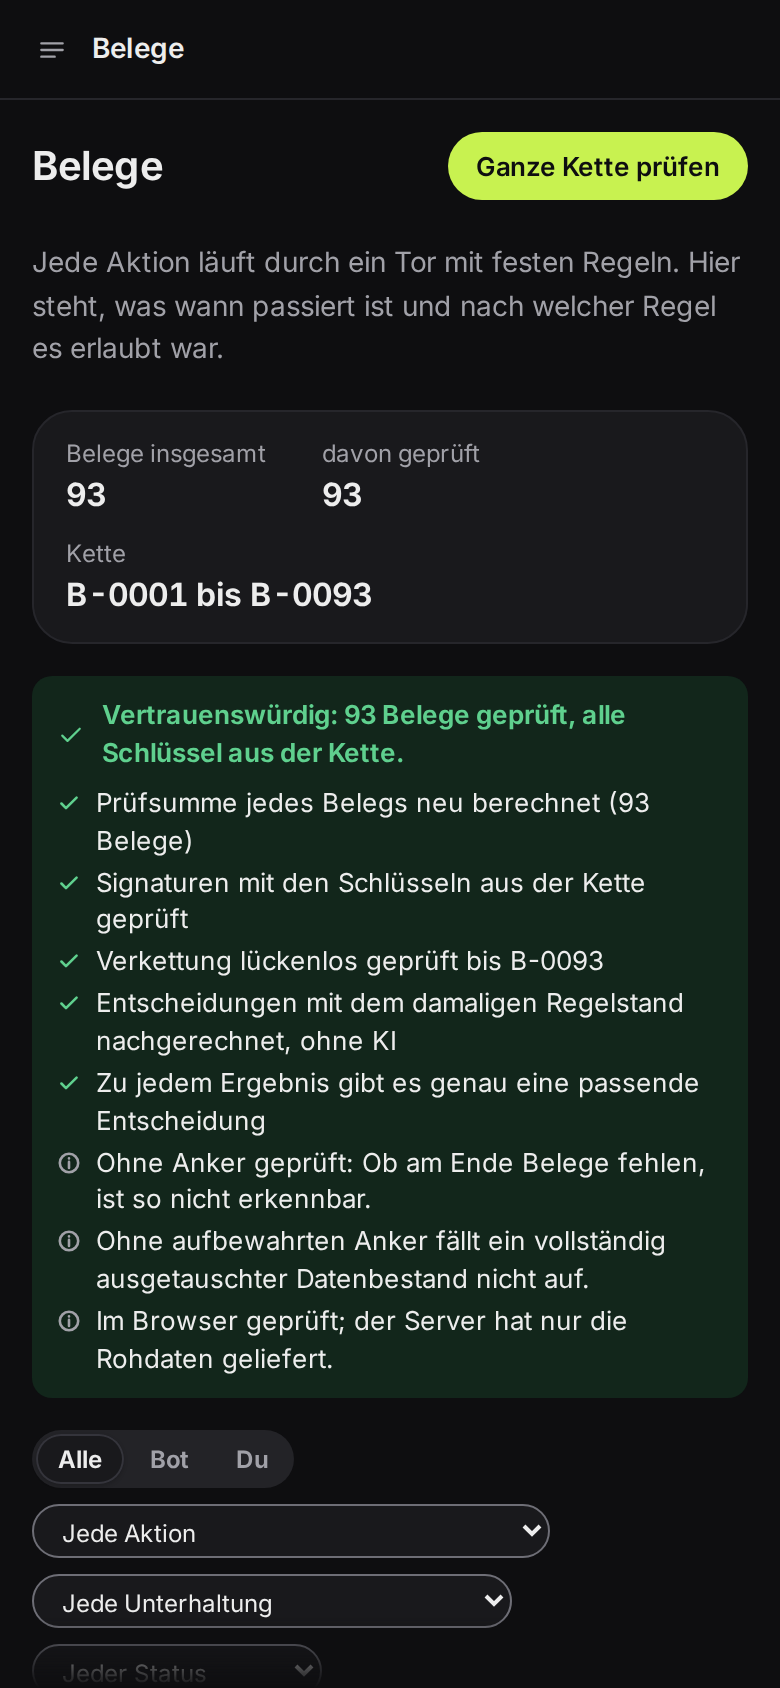 Belege
Belege
Ganze Kette prüfen
Jede Aktion läuft durch ein Tor mit festen Regeln. Hier
steht, was wann passiert ist und nach welcher Regel
es erlaubt war.
Belege insgesamt
93
davon geprüft
93
Kette
B-0001 bis B-0093
Vertrauenswürdig: 93 Belege geprüft, alle
Schlüssel aus der Kette.
Prüfsumme jedes Belegs neu berechnet (93
Belege)
Signaturen mit den Schlüsseln aus der Kette
geprüft
Verkettung lückenlos geprüft bis B-0093
Entscheidungen mit dem damaligen Regelstand
nachgerechnet, ohne KI
Zu jedem Ergebnis gibt es genau eine passende
Entscheidung
Ohne Anker geprüft: Ob am Ende Belege fehlen,
ist so nicht erkennbar.
Ohne aufbewahrten Anker fällt ein vollständig
ausgetauschter Datenbestand nicht auf.
Im Browser geprüft; der Server hat nur die
Rohdaten geliefert.
Alle Bot Du
Jede Aktion
Jede Unterhaltung
Jeder Status